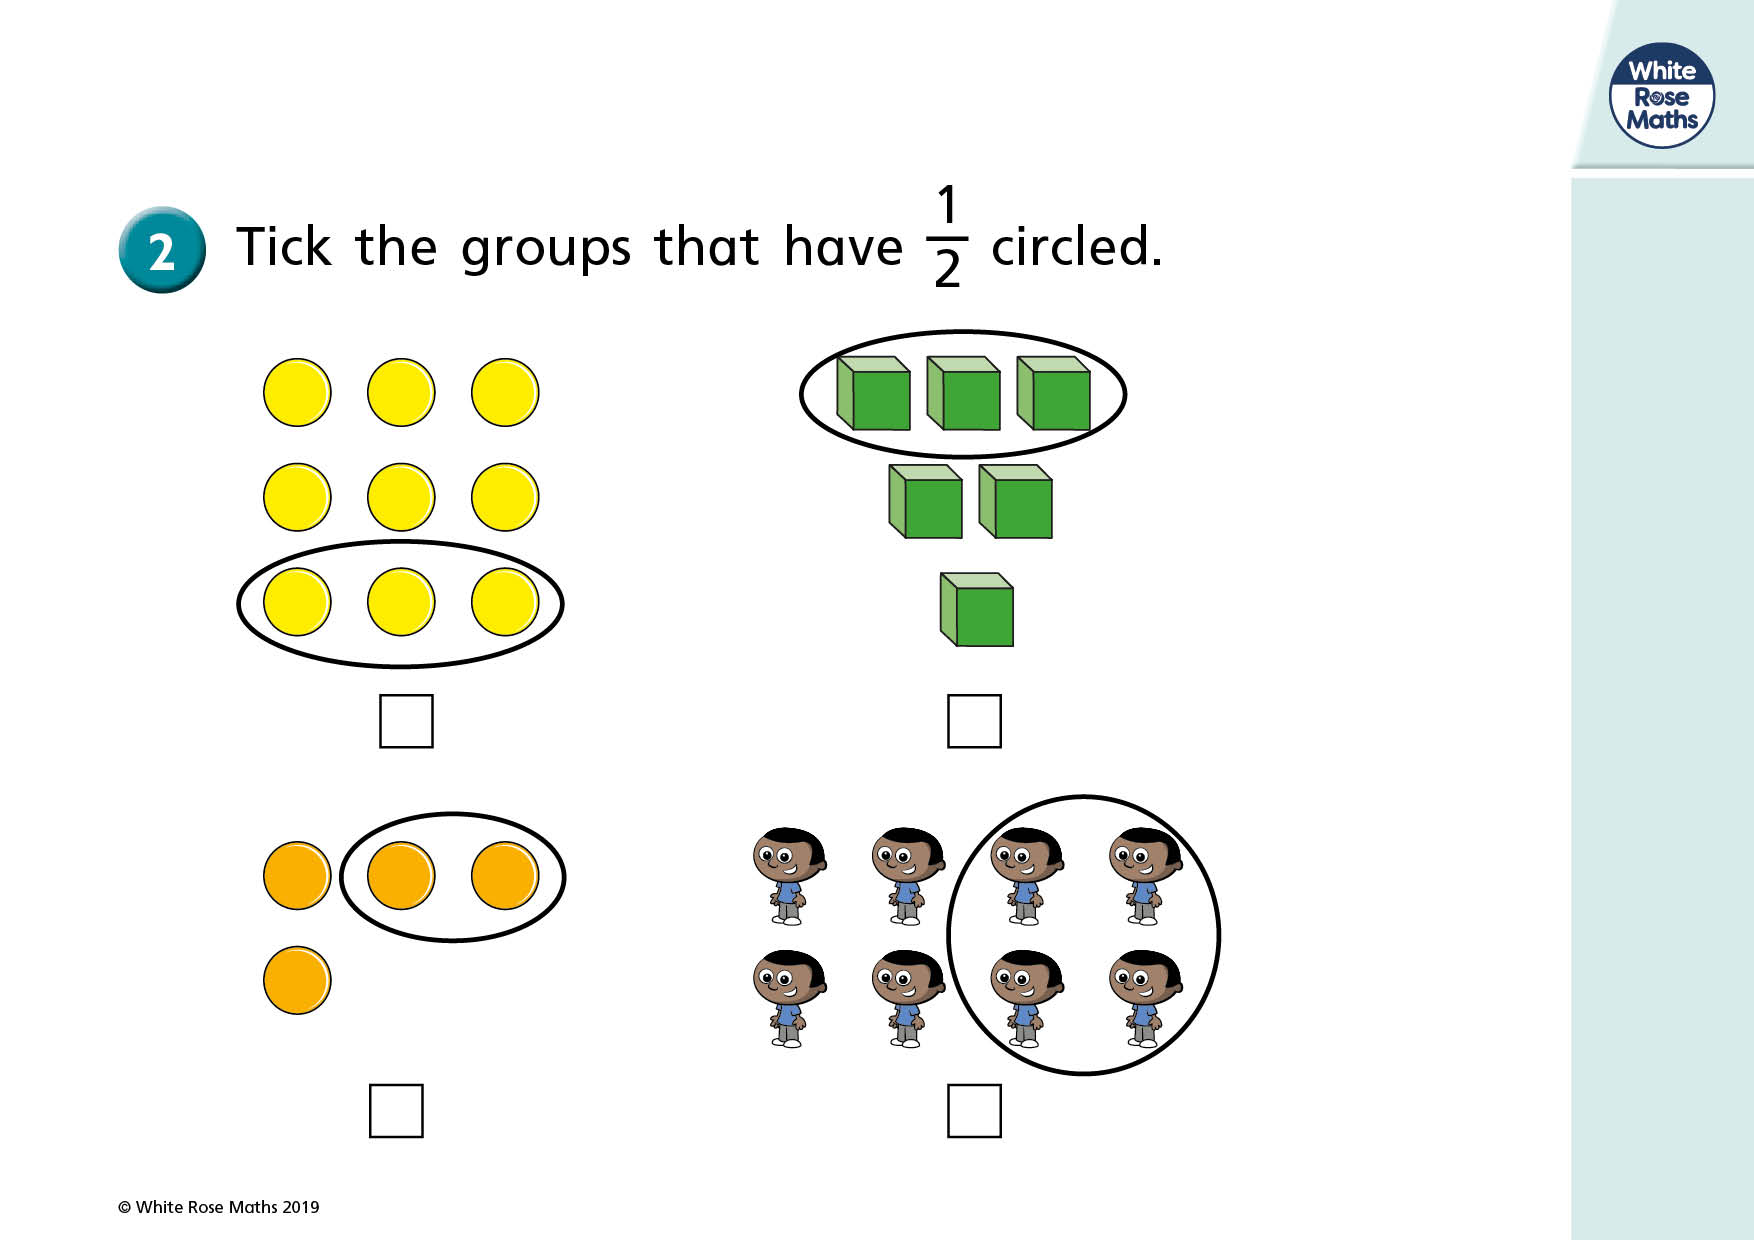 White
Rose
Maths
2 Tick the groups that have 1/2 circled.
© White Rose Maths 2019